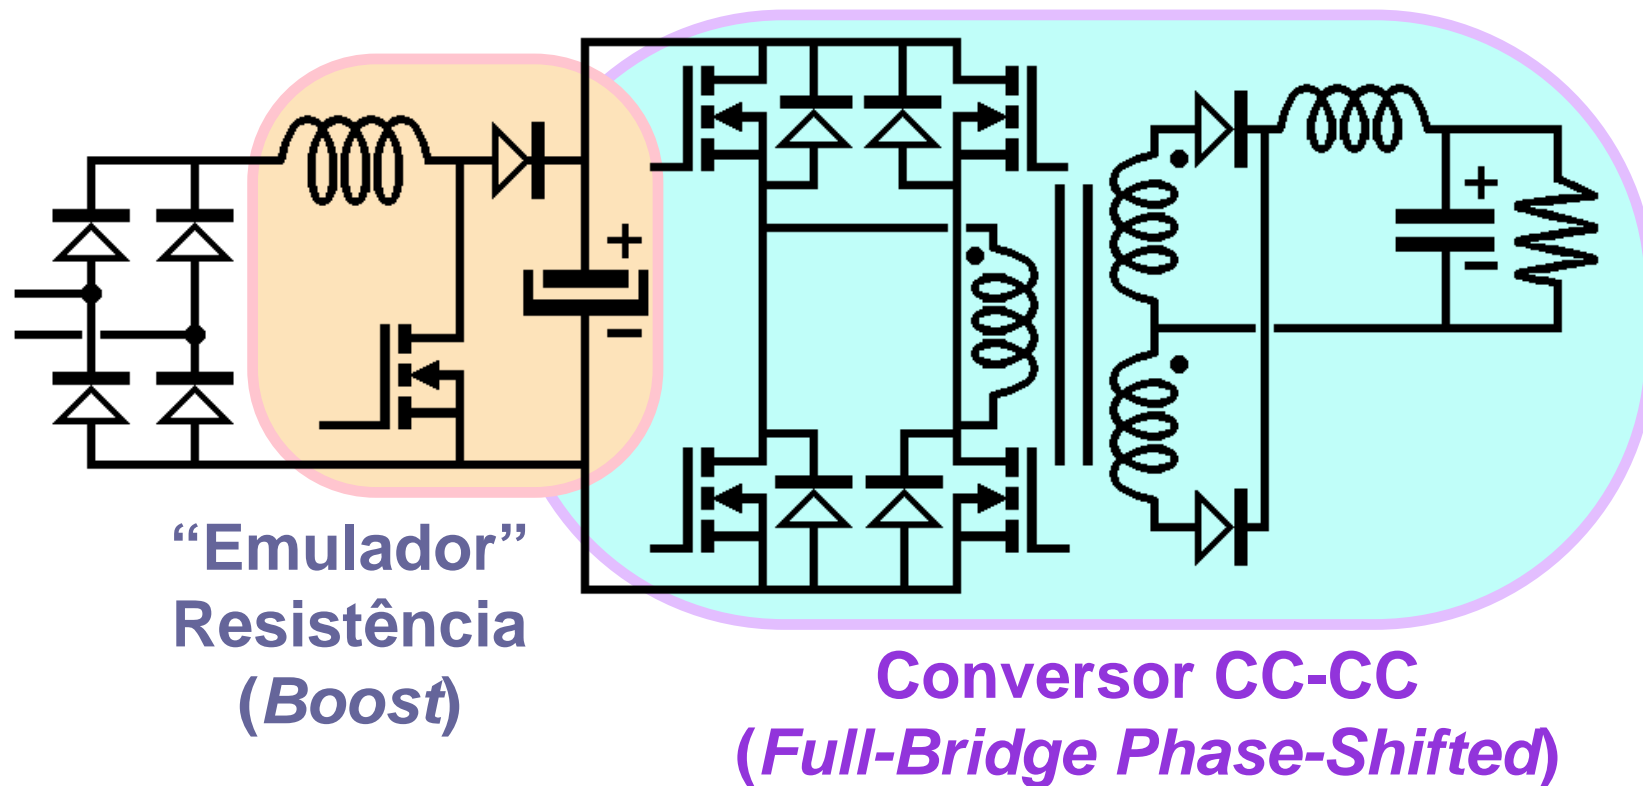 “Emulador”
Resistência
(Boost)
Conversor CC-CC
(Full-Bridge Phase-Shifted)